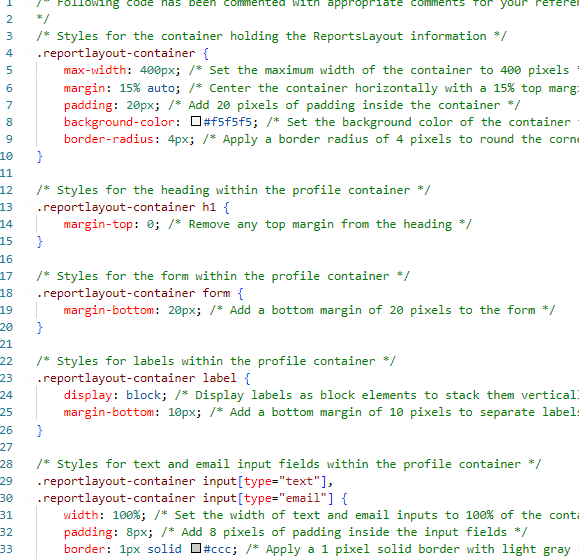 1 /* Following code has been commented with appropriate comments for your refere
2 */
3 /* Styles for the container holding the ReportsLayout information */
4 .reportlayout-container {
5 max-width: 400px; /* Set the maximum width of the container to 400 pixels *
6 margin: 15% auto; /* Center the container horizontally with a 15% top margi
7 padding: 20px; /* Add 20 pixels of padding inside the container */
8 background-color: #f5f5f5; /* Set the background color of the container
9 border-radius: 4px; /* Apply a border radius of 4 pixels to round the corne
10 }
11
12 /* Styles for the heading within the profile container */
13 .reportlayout-container h1 {
14 margin-top: 0; /* Remove any top margin from the heading */
15 }
16
17 /* Styles for the form within the profile container */
18 .reportlayout-container form {
19 margin-bottom: 20px; /* Add a bottom margin of 20 pixels to the form */
20 }
21
22 /* Styles for labels within the profile container */
23 .reportlayout-container label {
24 display: block; /* Display labels as block elements to stack them verticall
25 margin-bottom: 10px; /* Add a bottom margin of 10 pixels to separate labels
26 }
27
28 /* Styles for text and email input fields within the profile container */
29 .reportlayout-container input[type="text"],
30 .reportlayout-container input[type="email"] {
31 width: 100%; /* Set the width of text and email inputs to 100% of the conta
32 padding: 8px; /* Add 8 pixels of padding inside the input fields */
33 border: 1px solid #ccc; /* Apply a 1 pixel solid border with light gray